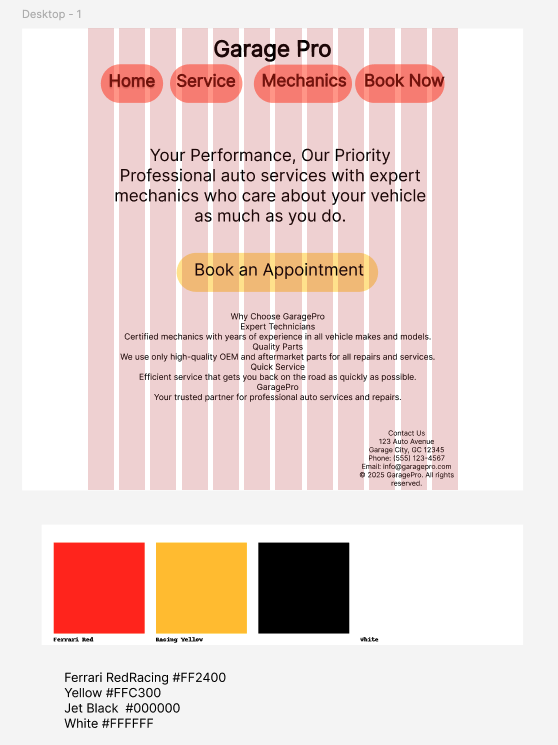 Desktop - 1
Garage Pro
Home Service Mechanics Book Now
Your Performance, Our Priority
Professional auto services with expert
mechanics who care about your vehicle
as much as you do.
Book an Appointment
Why Choose GaragePro
Expert Technicians
Certified mechanics with years of experience in all vehicle makes and models.
Quality Parts
We use only high-quality OEM and aftermarket parts for all repairs and services.
Quick Service
Efficient service that gets you back on the road as quickly as possible.
GaragePro
Your trusted partner for professional auto services and repairs.
Contact Us
123 Auto Avenue
Garage City, GC 12345
Phone: (555) 123-4567
Email: info@garagepro.com
© 2025 GaragePro. All rights
reserved.
Ferrari Red Racing Yellow White
Ferrari RedRacing #FF2400
Yellow #FFC300
Jet Black  #000000
White #FFFFFF